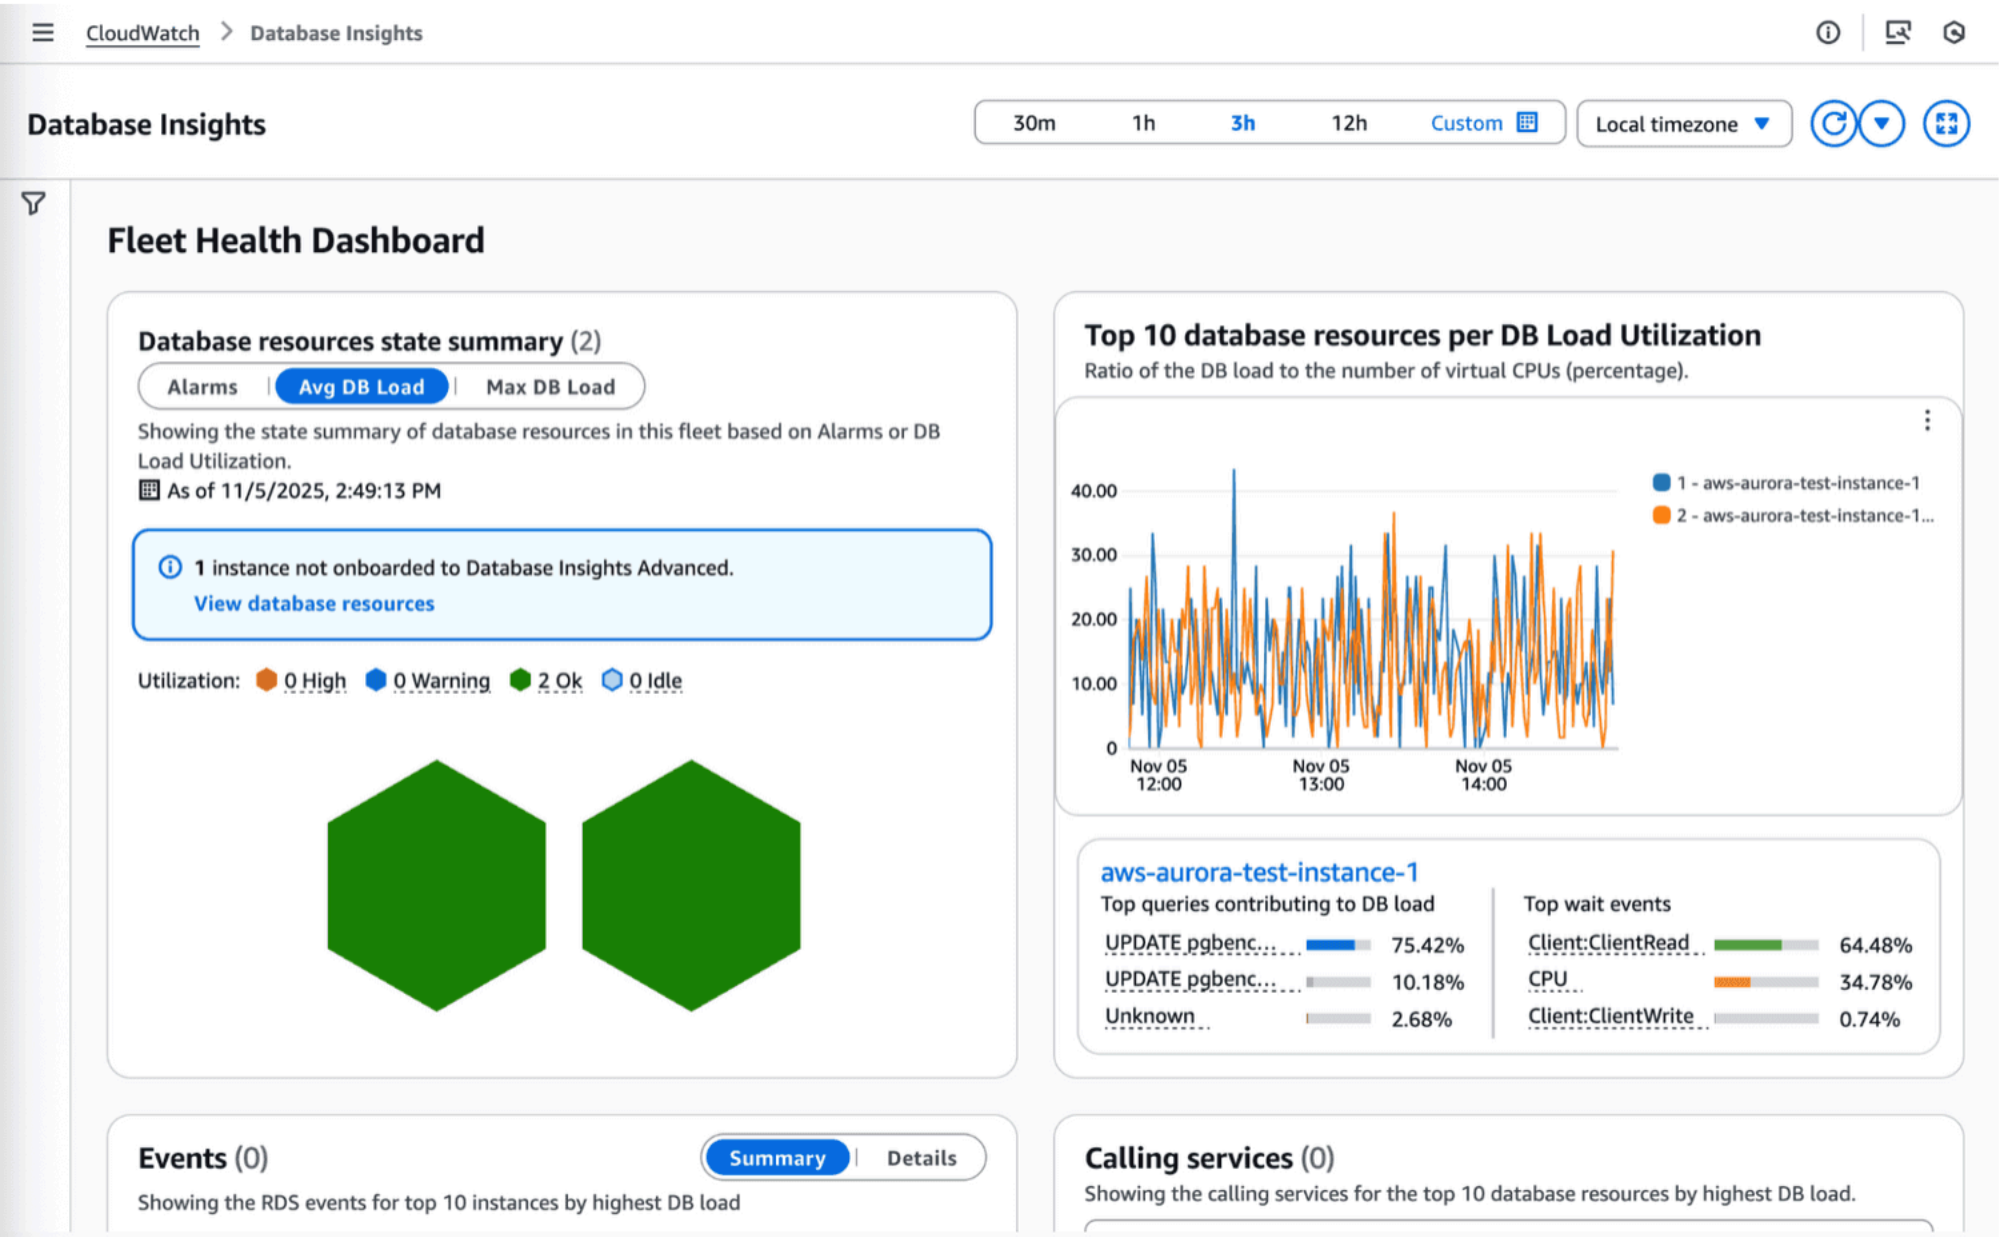 CloudWatch > Database Insights
Database Insights
30m 1h 3h 12h Custom
Local timezone
Fleet Health Dashboard
Database resources state summary (2)
Alarms | Avg DB Load | Max DB Load
Showing the state summary of database resources in this fleet based on Alarms or DB
Load Utilization.
As of 11/5/2025, 2:49:13 PM
1 instance not onboarded to Database Insights Advanced.
View database resources
Utilization: 0 High 0 Warning 2 Ok 0 Idle
Top 10 database resources per DB Load Utilization
Ratio of the DB load to the number of virtual CPUs (percentage).
40.00
30.00
20.00
10.00
0
Nov 05
12:00
Nov 05
13:00
Nov 05
14:00
1 - aws-aurora-test-instance-1
2 - aws-aurora-test-instance-1...
aws-aurora-test-instance-1
Top queries contributing to DB load
UPDATE pgbenc... 75.42%
UPDATE pgbenc... 10.18%
Unknown 2.68%
Top wait events
Client:ClientRead 64.48%
CPU 34.78%
Client:ClientWrite 0.74%
Events (0)
Summary | Details
Showing the RDS events for top 10 instances by highest DB load
Calling services (0)
Showing the calling services for the top 10 database resources by highest DB load.